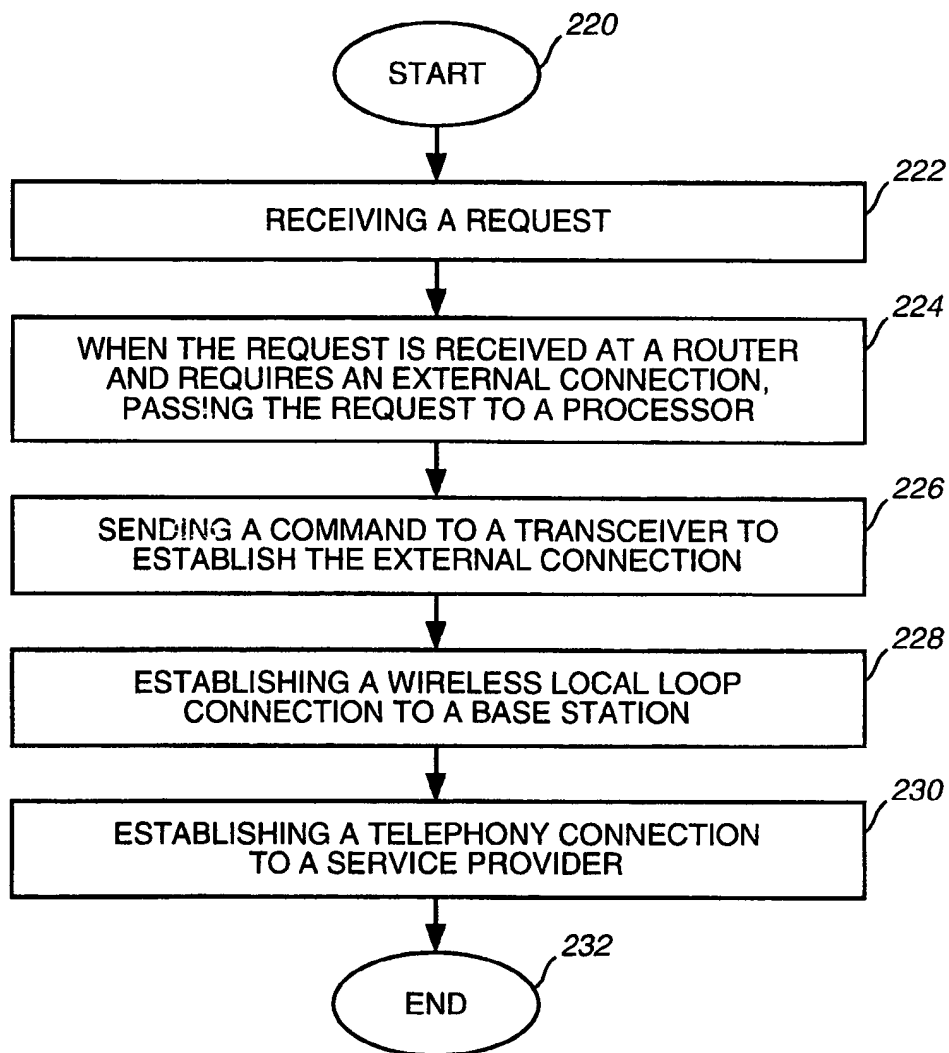 220
START
222
RECEIVING A REQUEST
224
WHEN THE REQUEST IS RECEIVED AT A ROUTER
AND REQUIRES AN EXTERNAL CONNECTION,
PASSING THE REQUEST TO A PROCESSOR
226
SENDING A COMMAND TO A TRANSCEIVER TO
ESTABLISH THE EXTERNAL CONNECTION
228
ESTABLISHING A WIRELESS LOCAL LOOP
CONNECTION TO A BASE STATION
230
ESTABLISHING A TELEPHONY CONNECTION
TO A SERVICE PROVIDER
232
END